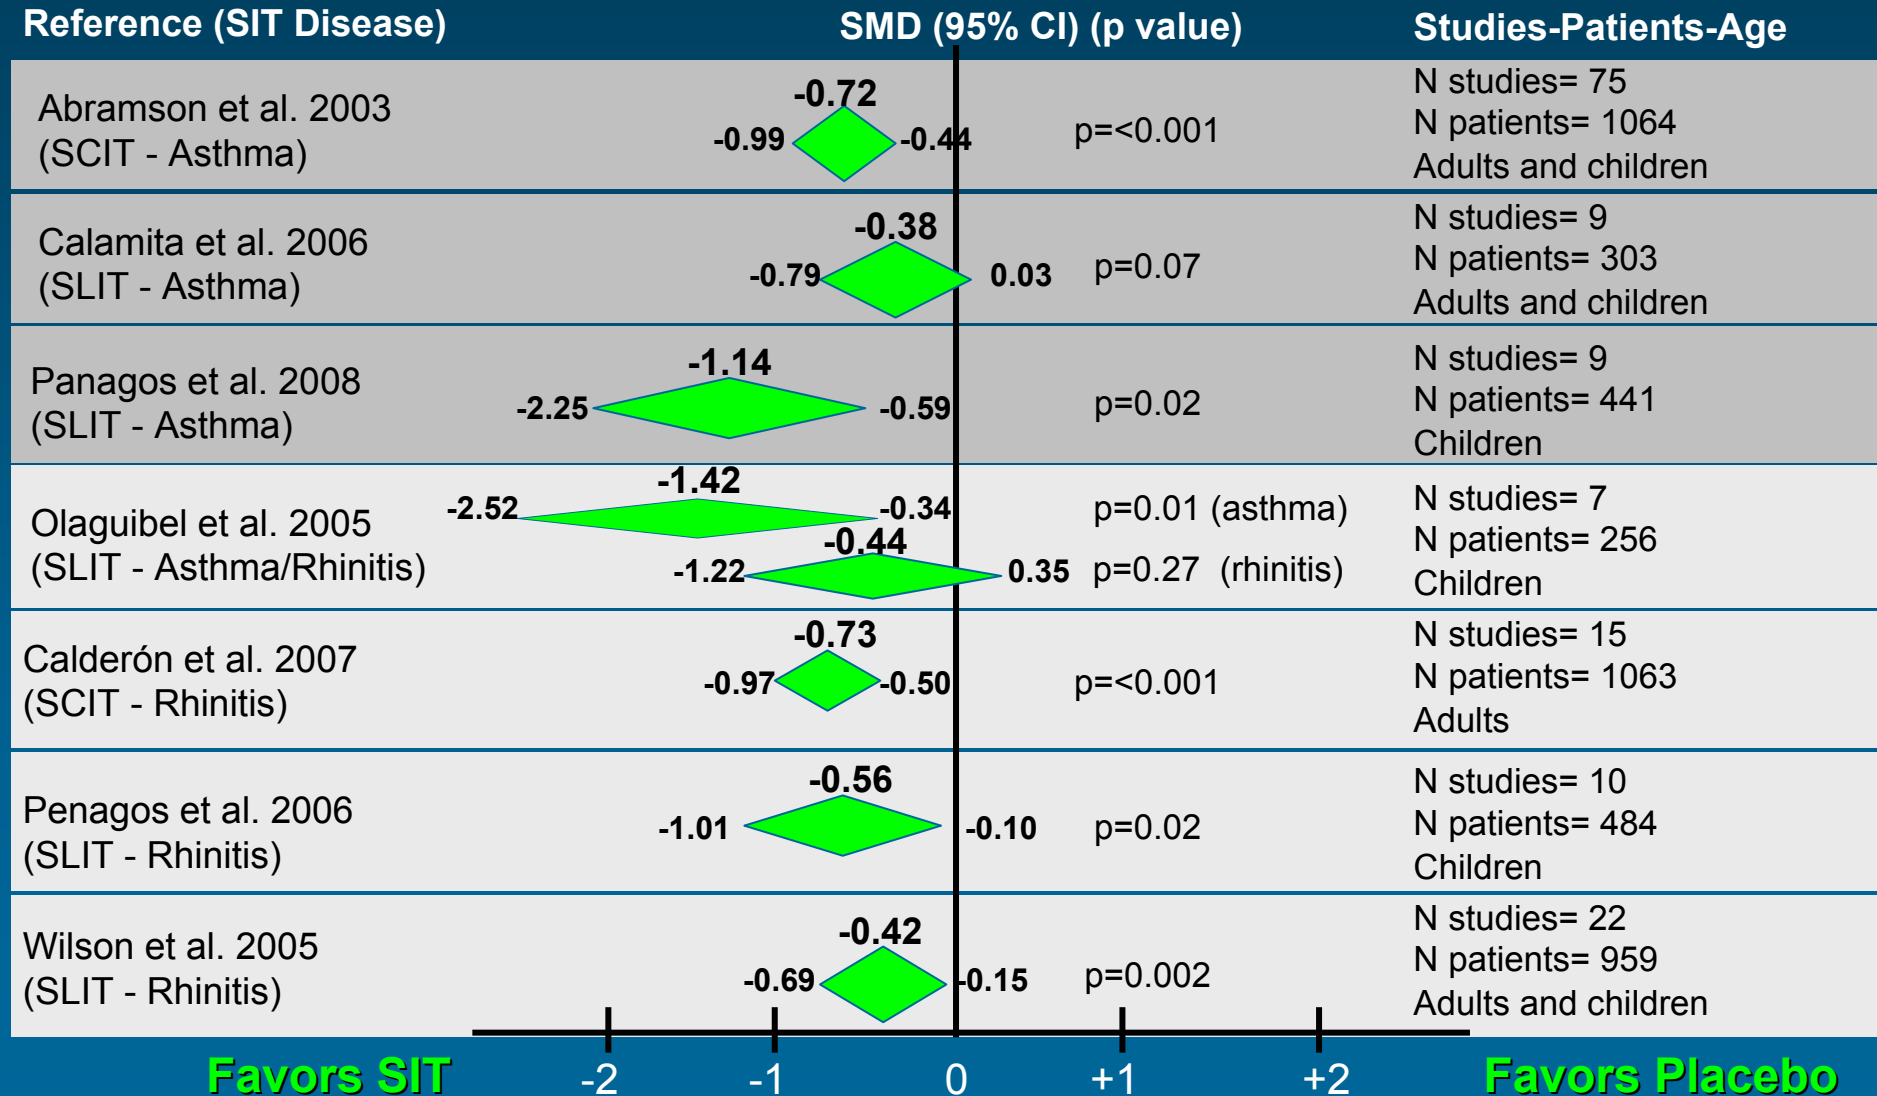 Reference (SIT Disease)
SMD (95% CI) (p value)
Studies-Patients-Age
Abramson et al. 2003
(SCIT - Asthma)
-0.72
-0.99
-0.44
p=<0.001
N studies= 75
N patients= 1064
Adults and children
Calamita et al. 2006
(SLIT - Asthma)
-0.38
-0.79
0.03
p=0.07
N studies= 9
N patients= 303
Adults and children
Panagos et al. 2008
(SLIT - Asthma)
-1.14
-2.25
-0.59
p=0.02
N studies= 9
N patients= 441
Children
Olaguibel et al. 2005
(SLIT - Asthma/Rhinitis)
-1.42
-2.52
-0.34
p=0.01 (asthma)
-0.44
-1.22
0.35
p=0.27 (rhinitis)
N studies= 7
N patients= 256
Children
Calderón et al. 2007
(SCIT - Rhinitis)
-0.73
-0.97
-0.50
p=<0.001
N studies= 15
N patients= 1063
Adults
Penagos et al. 2006
(SLIT - Rhinitis)
-0.56
-1.01
-0.10
p=0.02
N studies= 10
N patients= 484
Children
Wilson et al. 2005
(SLIT - Rhinitis)
-0.42
-0.69
-0.15
p=0.002
N studies= 22
N patients= 959
Adults and children
Favors SIT
-2
-1
0
+1
+2
Favors Placebo